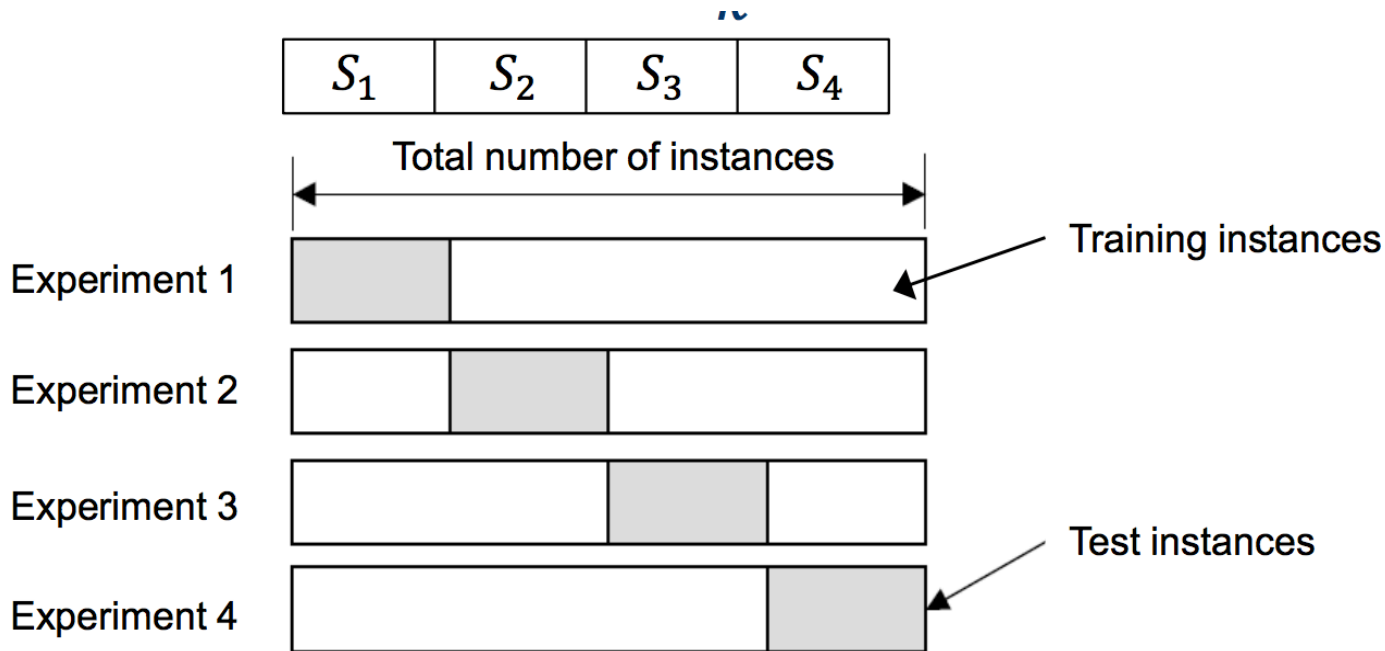 S₁ S₂ S₃ S₄
Total number of instances
Training instances
Experiment 1
Experiment 2
Experiment 3
Test instances
Experiment 4